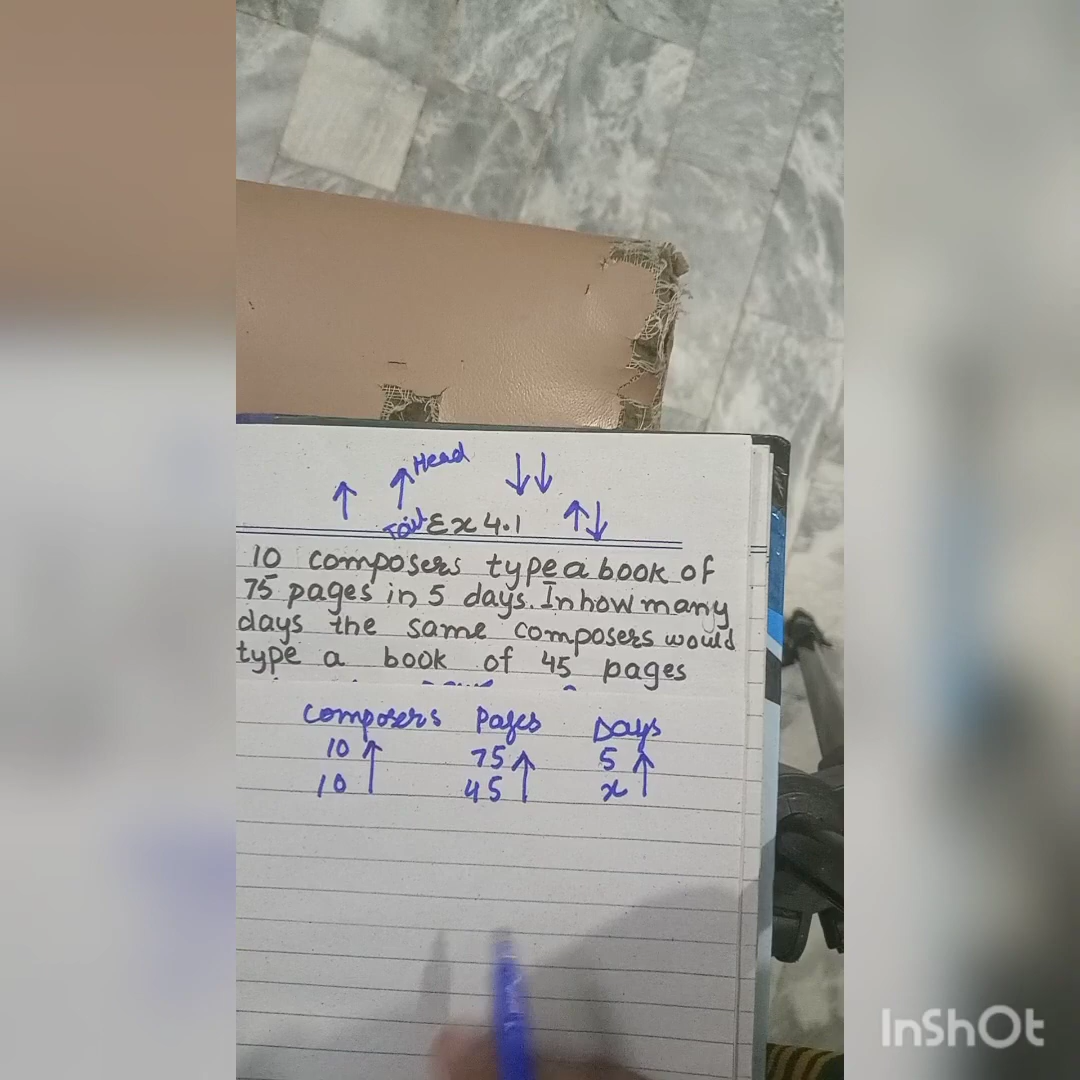 Head
Tail Ex 4.1
10 composers type a book of
75 pages in 5 days. In how many
days the same composers would
type a book of 45 pages
Composers Pages Days
10 75 5
10 45 x
InShOt